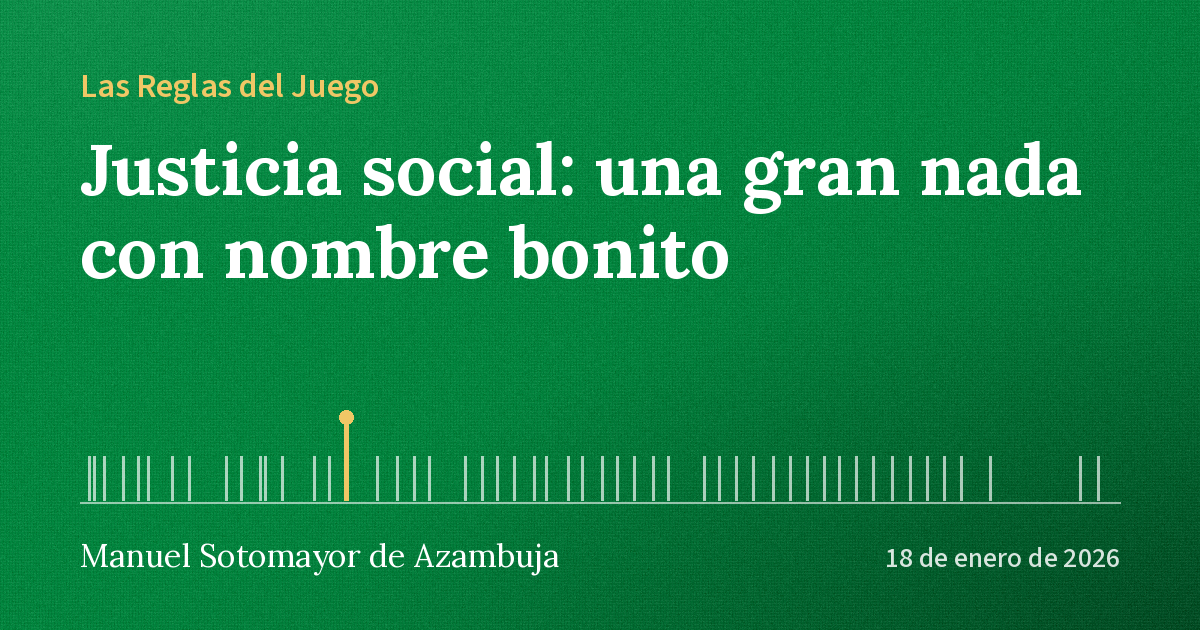 Las Reglas del Juego
Justicia social: una gran nada
con nombre bonito
Manuel Sotomayor de Azambuja
18 de enero de 2026